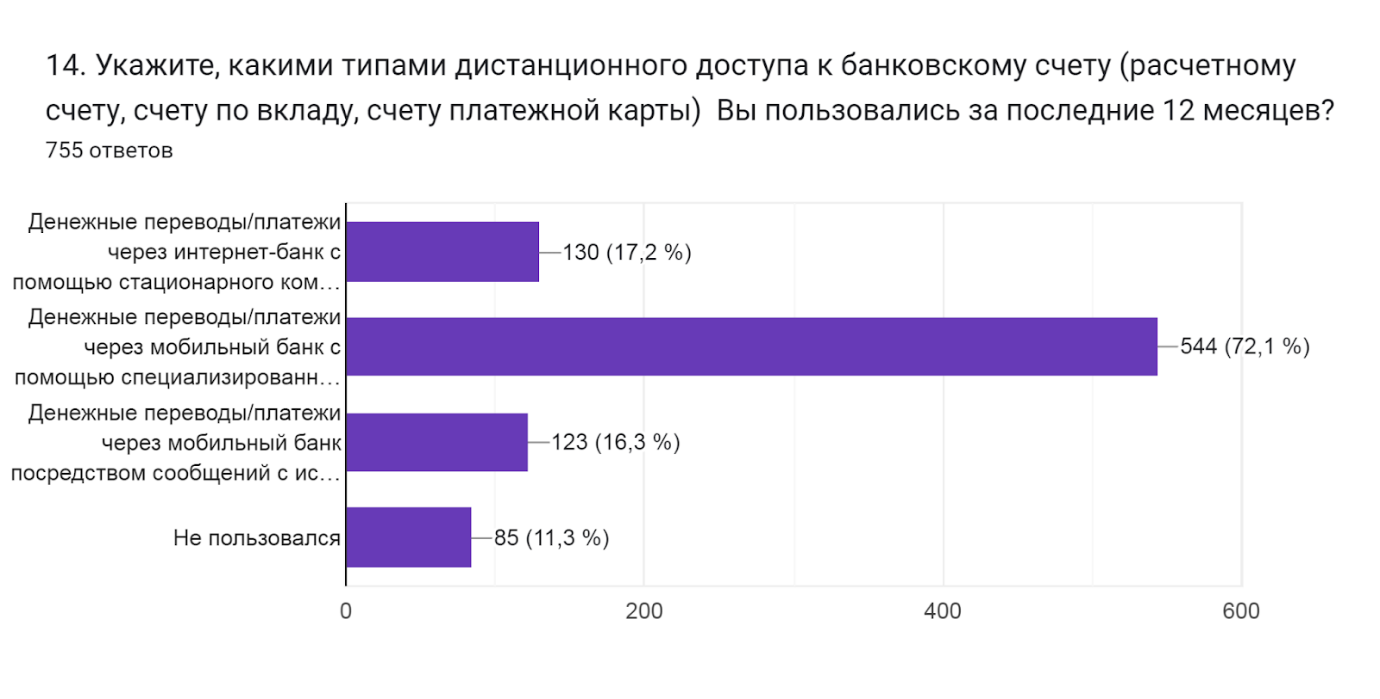 14. Укажите, какими типами дистанционного доступа к банковскому счету (расчетному
счету, счету по вкладу, счету платежной карты)  Вы пользовались за последние 12 месяцев?
755 ответов
Денежные переводы/платежи
через интернет-банк с
помощью стационарного ком…
130 (17,2 %)
Денежные переводы/платежи
через мобильный банк с
помощью специализированн…
544 (72,1 %)
Денежные переводы/платежи
через мобильный банк
посредством сообщений с ис…
123 (16,3 %)
Не пользовался
85 (11,3 %)
0
200
400
600